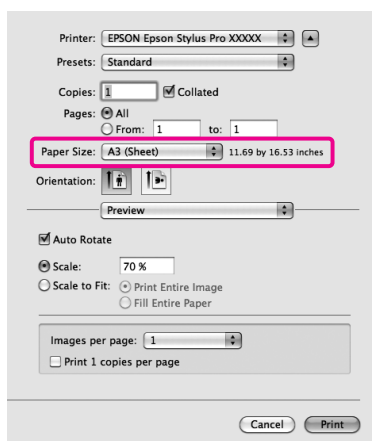 Printer: EPSON Epson Stylus Pro XXXXX
Presets: Standard
Copies: 1 Collated
Pages: All
From: 1 to: 1
Paper Size: A3 (Sheet) 11.69 by 16.53 inches
Orientation:
Preview
Auto Rotate
Scale: 70 %
Scale to Fit: Print Entire Image
Fill Entire Paper
Images per page: 1
Print 1 copies per page
Cancel Print